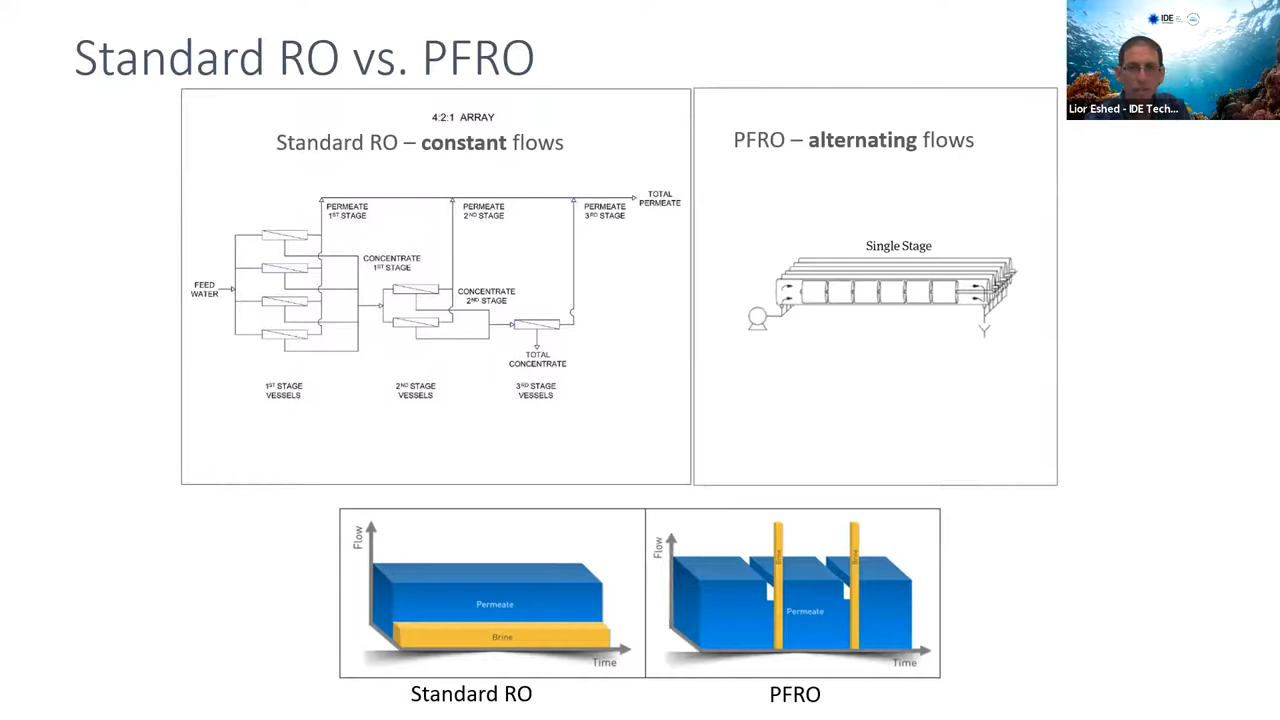 Standard RO vs. PFRO
IDE
Lior Eshed - IDE Tech...
4:2:1 ARRAY
Standard RO – constant flows
TOTAL
PERMEATE
PERMEATE
1ST STAGE
PERMEATE
2ND STAGE
PERMEATE
3RD STAGE
CONCENTRATE
1ST STAGE
FEED
WATER
CONCENTRATE
2ND STAGE
TOTAL
CONCENTRATE
1ST STAGE
VESSELS
2ND STAGE
VESSELS
3RD STAGE
VESSELS
PFRO – alternating flows
Single Stage
Flow
Permeate
Brine
Time
Standard RO
Flow
Brine
Brine
Permeate
Time
PFRO